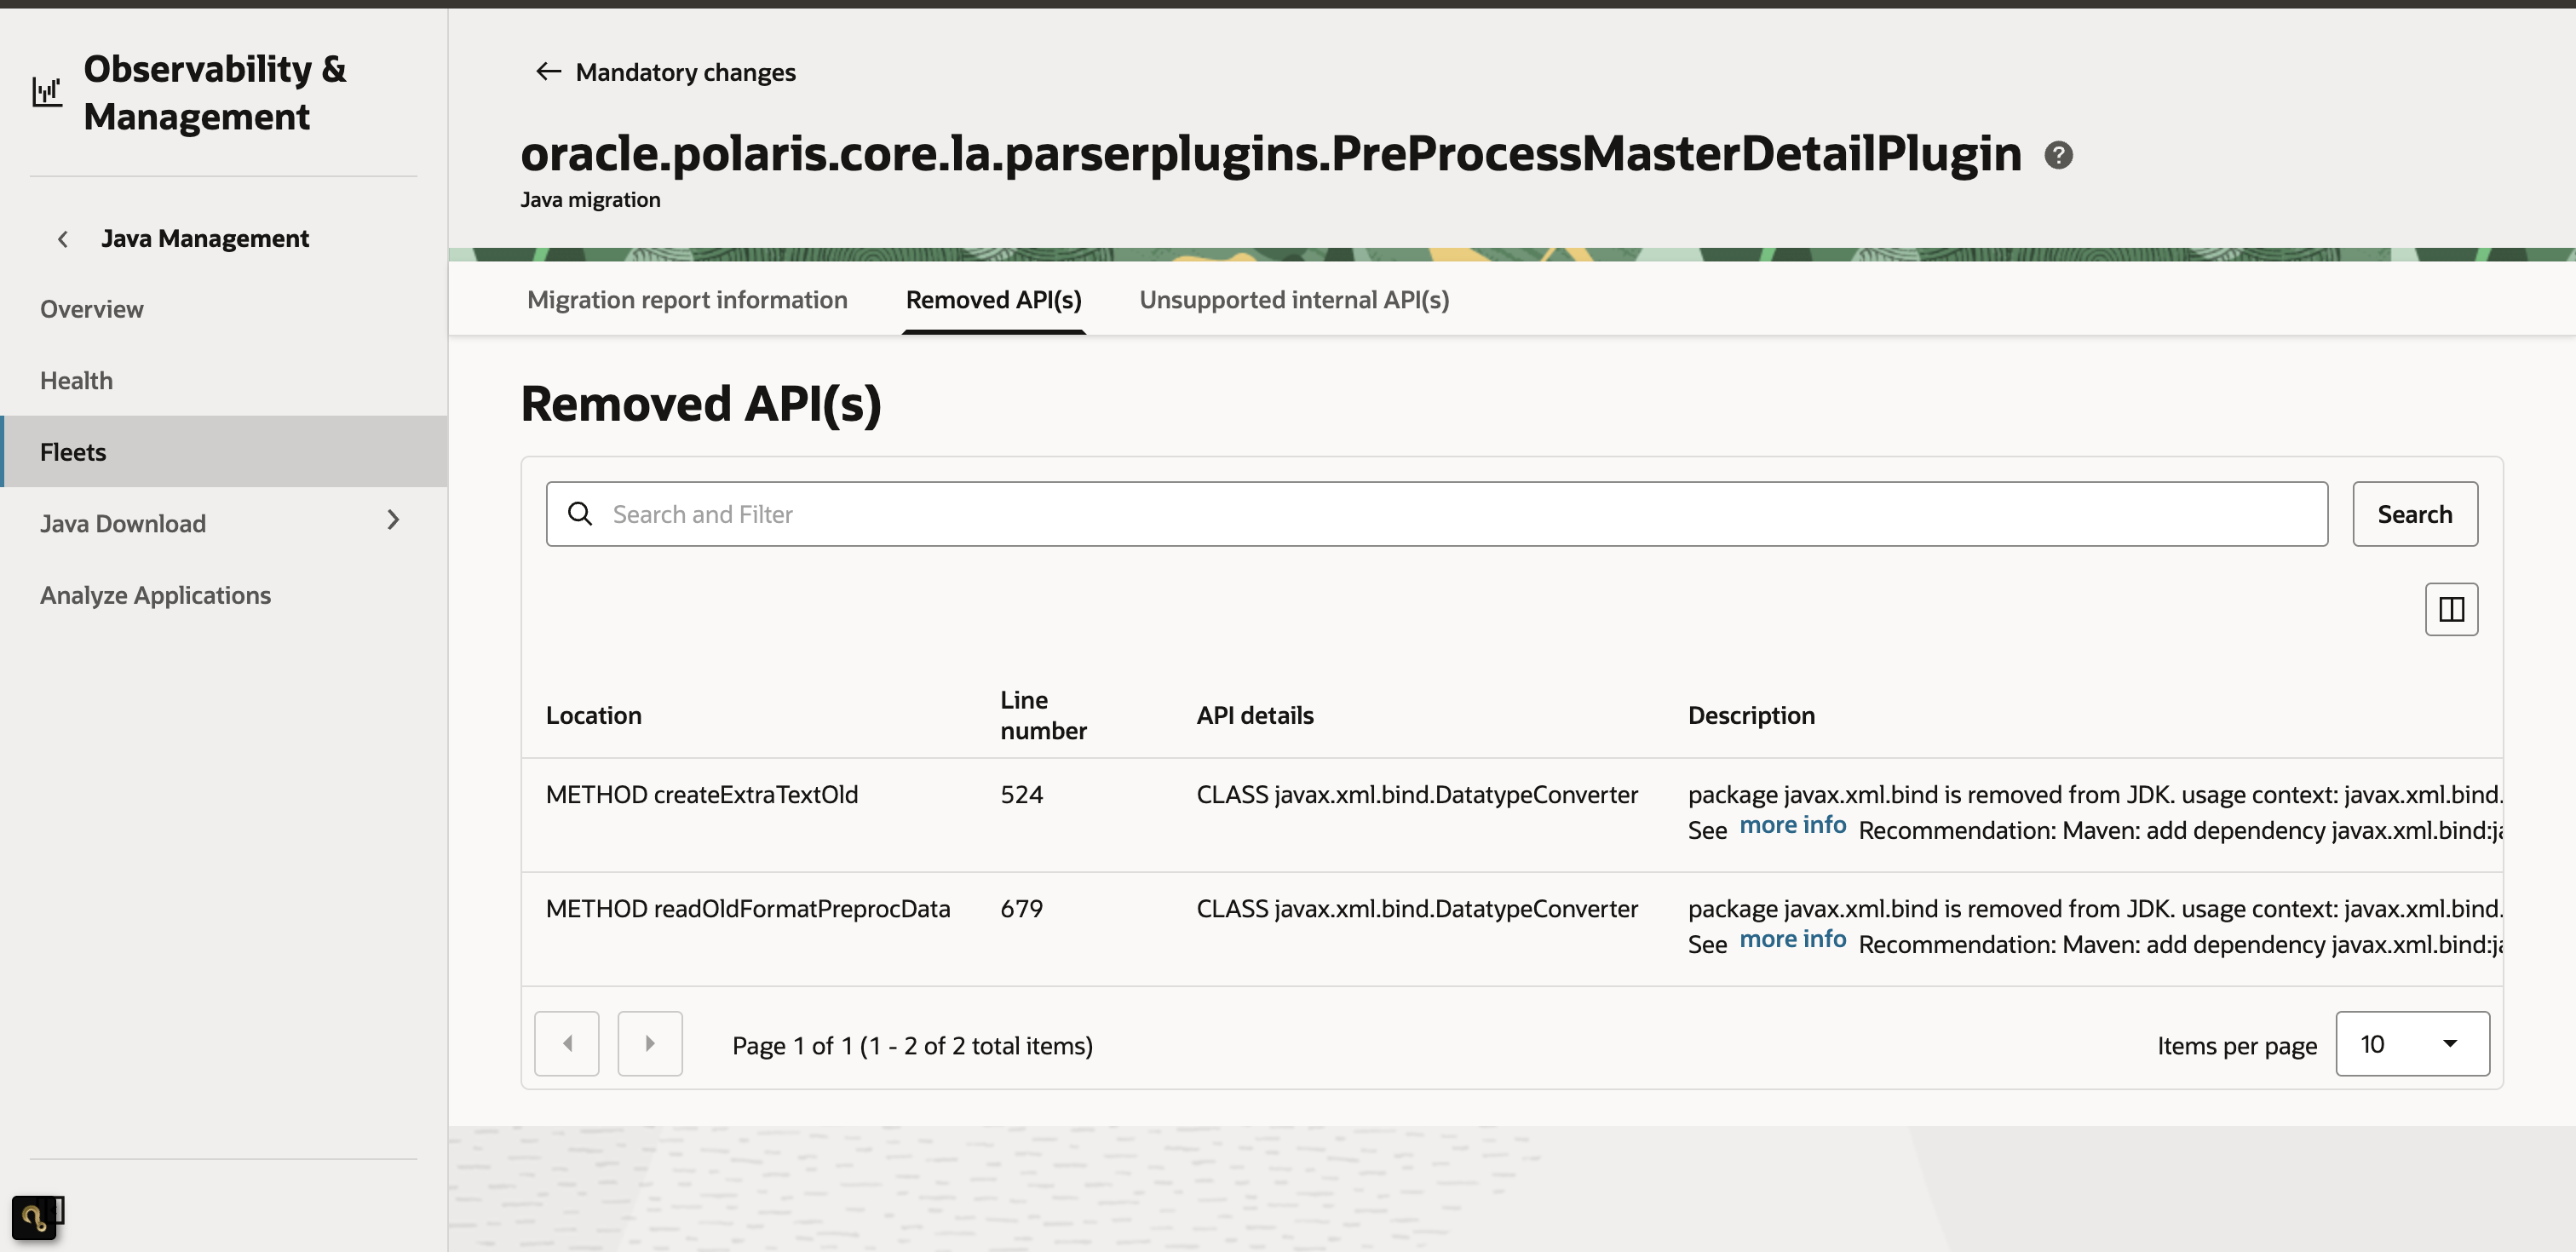 Observability &
Management
Java Management
Overview
Health
Fleets
Java Download
Analyze Applications
Mandatory changes
oracle.polaris.core.la.parserplugins.PreProcessMasterDetailPlugin
Java migration
Migration report information Removed API(s) Unsupported internal API(s)
Removed API(s)
Search and Filter Search
Location Line number API details Description
METHOD createExtraTextOld 524 CLASS javax.xml.bind.DatatypeConverter package javax.xml.bind is removed from JDK. usage context: javax.xml.bind.
See more info Recommendation: Maven: add dependency javax.xml.bind:ja
METHOD readOldFormatPreprocData 679 CLASS javax.xml.bind.DatatypeConverter package javax.xml.bind is removed from JDK. usage context: javax.xml.bind.
See more info Recommendation: Maven: add dependency javax.xml.bind:ja
Page 1 of 1 (1 - 2 of 2 total items) Items per page 10